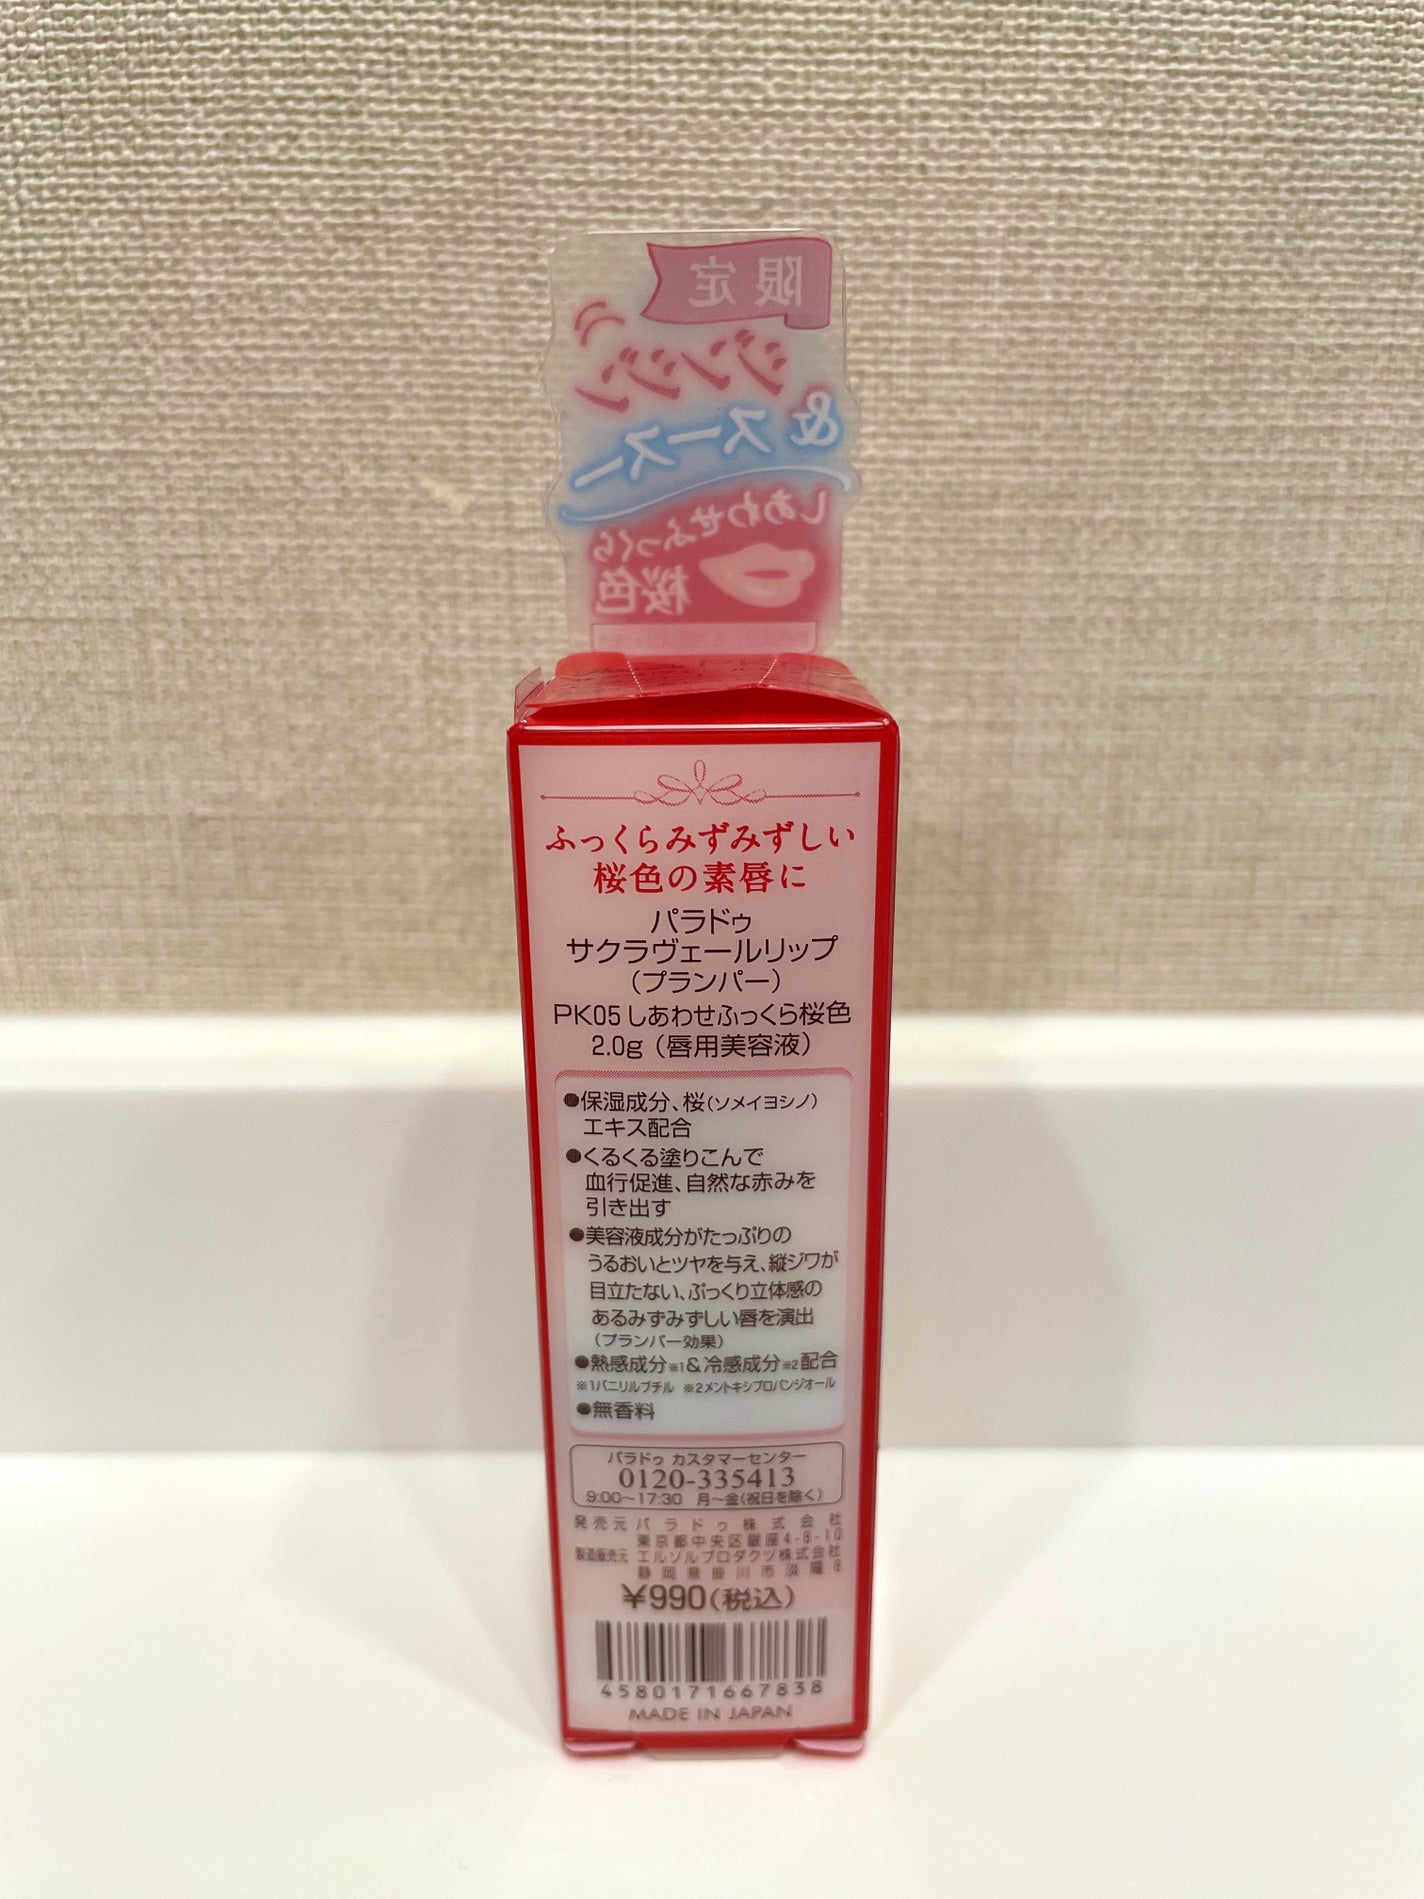 限定
ジンジン
&スースー
しあわせふっくら
桜色
ふっくらみずみずしい
桜色の素唇に
パラドゥ
サクラヴェールリップ
（プランパー）
PK05 しあわせふっくら桜色
2.0g（唇用美容液）
●保湿成分、桜（ソメイヨシノ）
エキス配合
●くるくる塗りこんで
血行促進、自然な赤みを
引き出す
●美容液成分がたっぷりの
うるおいとツヤを与え、縦ジワが
目立たない、ぷっくり立体感の
あるみずみずしい唇を演出
（プランパー効果）
●熱感成分※1&冷感成分※2配合
※1バニリルブチル ※2メントキシプロパンジオール
●無香料
パラドゥ カスタマーセンター
0120-335413
9:00〜17:30 月〜金（祝日を除く）
発売元 パラドゥ株式会社
東京都中央区銀座4-8-10
製造販売元 エルソルプロダクツ株式会社
静岡県掛川市淡陽8
¥990（税込）
4580171667838
MADE IN JAPAN